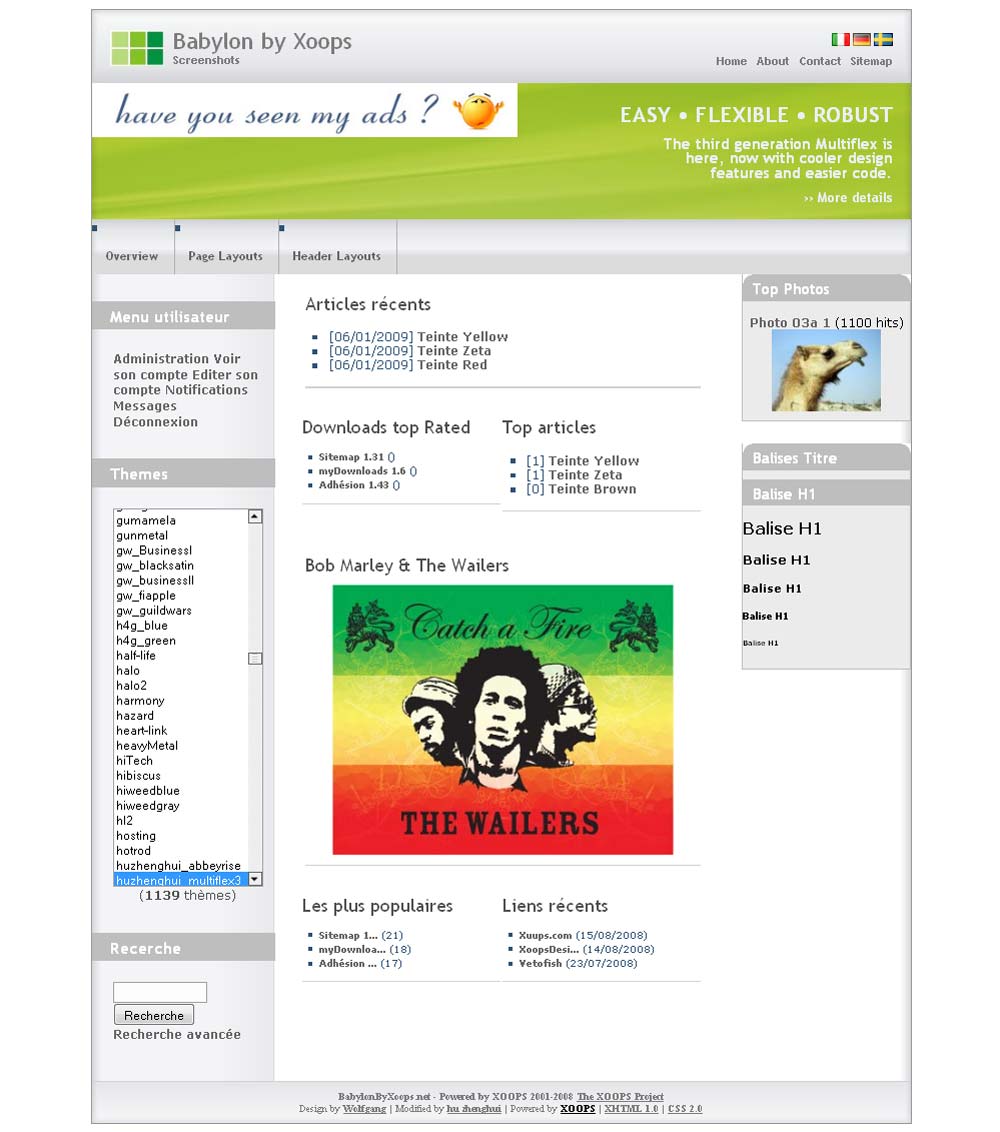 Babylon by Xoops
Screenshots
Home About Contact Sitemap
have you seen my ads ?
EASY • FLEXIBLE • ROBUST
The third generation Multiflex is
here, now with cooler design
features and easier code.
›› More details
Overview Page Layouts Header Layouts
Menu utilisateur
Administration Voir
son compte Editer son
compte Notifications
Messages
Déconnexion
Themes
gumamela
gunmetal
gw_BusinessI
gw_blacksatin
gw_businessII
gw_fiapple
gw_guildwars
h4g_blue
h4g_green
half-life
halo
halo2
harmony
hazard
heart-link
heavyMetal
hiTech
hibiscus
hiweedblue
hiweedgray
hl2
hosting
hotrod
huzhenghui_abbeyrise
huzhenghui_multiflex3
(1139 thèmes)
Recerche
Recherche
Recherche avancée
Articles récents
[06/01/2009] Teinte Yellow
[06/01/2009] Teinte Zeta
[06/01/2009] Teinte Red
Downloads top Rated
Sitemap 1.31 ()
myDownloads 1.6 ()
Adhésion 1.43 ()
Top articles
[1] Teinte Yellow
[1] Teinte Zeta
[0] Teinte Brown
Bob Marley & The Wailers
Catch a Fire
THE WAILERS
Les plus populaires
Sitemap 1... (21)
myDownloa... (18)
Adhésion ... (17)
Liens récents
Xuups.com (15/08/2008)
XoopsDesi... (14/08/2008)
Vetofish (23/07/2008)
Top Photos
Photo 03a 1 (1100 hits)
Balises Titre
Balise H1
Balise H1
Balise H1
Balise H1
Balise H1
Balise H1
BabylonByXoops.net - Powered by XOOPS 2001-2008 The XOOPS Project
Design by Wolfgang | Modified by hu zhenghui | Powered by XOOPS | XHTML 1.0 | CSS 2.0